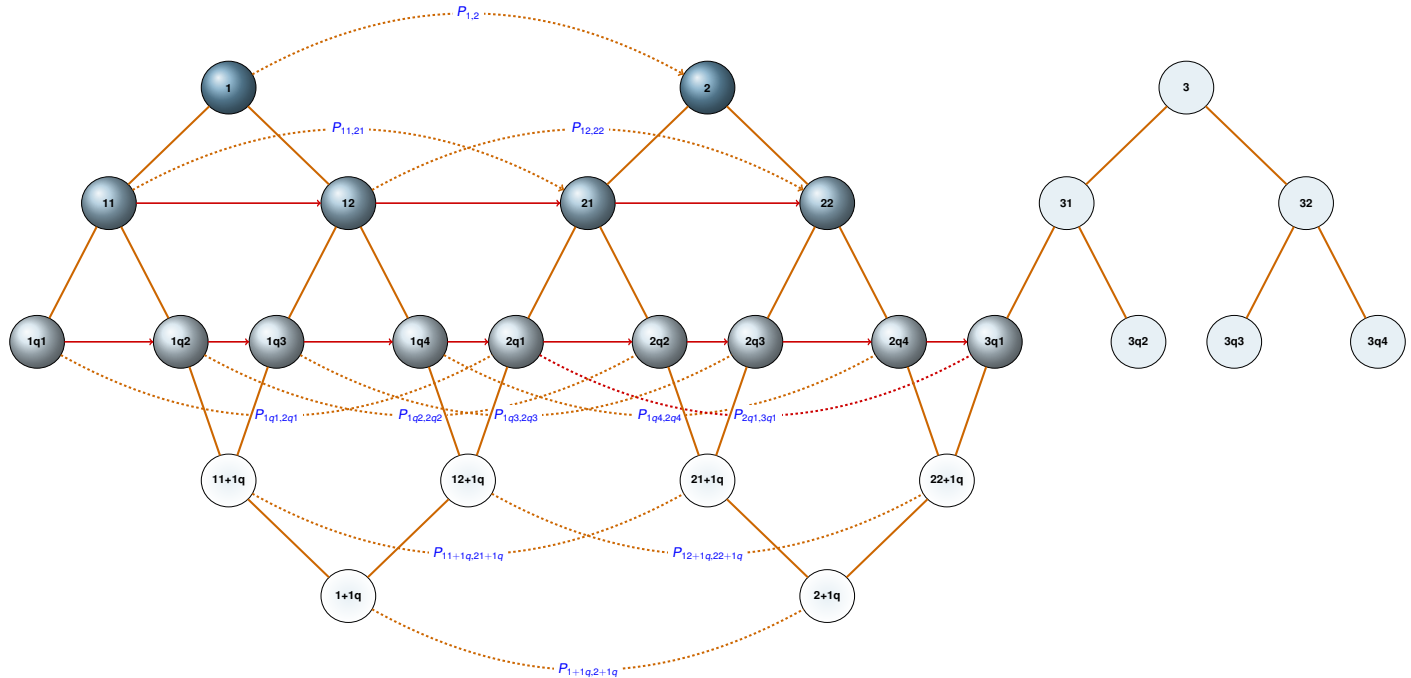 P1,2
1 2 3
P11,21 P12,22
11 12 21 22 31 32
1q1 1q2 1q3 1q4 2q1 2q2 2q3 2q4 3q1 3q2 3q3 3q4
P1q1,2q1 P1q2,2q2 P1q3,2q3 P1q4,2q4 P2q1,3q1
11+1q 12+1q 21+1q 22+1q
P11+1q,21+1q P12+1q,22+1q
1+1q 2+1q
P1+1q,2+1q